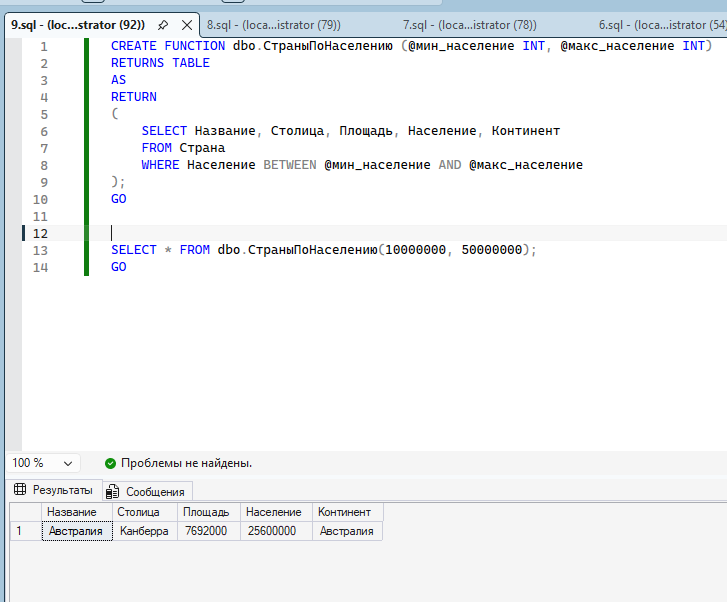 9.sql - (loc...strator (92))
8.sql - (loca...istrator (79))
7.sql - (loca...istrator (78))
6.sql - (loca...istrator (54)
1 CREATE FUNCTION dbo.СтраныПоНаселению (@мин_население INT, @макс_население INT)
2 RETURNS TABLE
3 AS
4 RETURN
5 (
6 SELECT Название, Столица, Площадь, Население, Континент
7 FROM Страна
8 WHERE Население BETWEEN @мин_население AND @макс_население
9 );
10 GO
11
12
13 SELECT * FROM dbo.СтраныПоНаселению(10000000, 50000000);
14 GO
100 %
Проблемы не найдены.
Результаты
Сообщения
Название Столица Площадь Население Континент
1 Австралия Канберра 7692000 25600000 Австралия